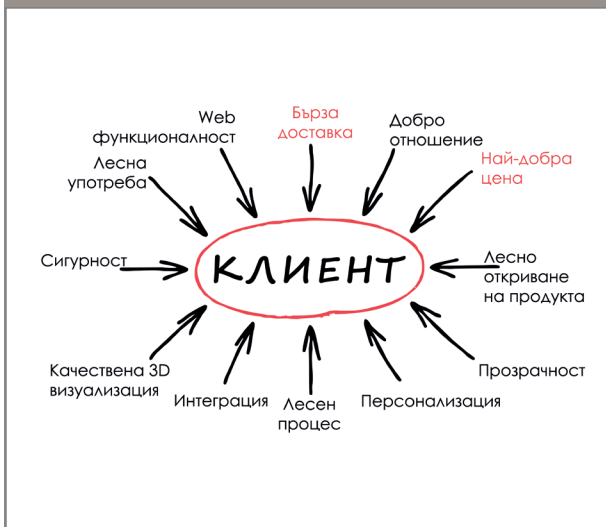 Web
функционалност
Бърза
доставка
Добро
отношение
Най-добра
цена
Лесна
употреба
Сигурност
КЛИЕНТ
Лесно
откриване
на продукта
Качествена 3D
визуализация
Интеграция
Лесен
процес
Персонализация
Прозрачност